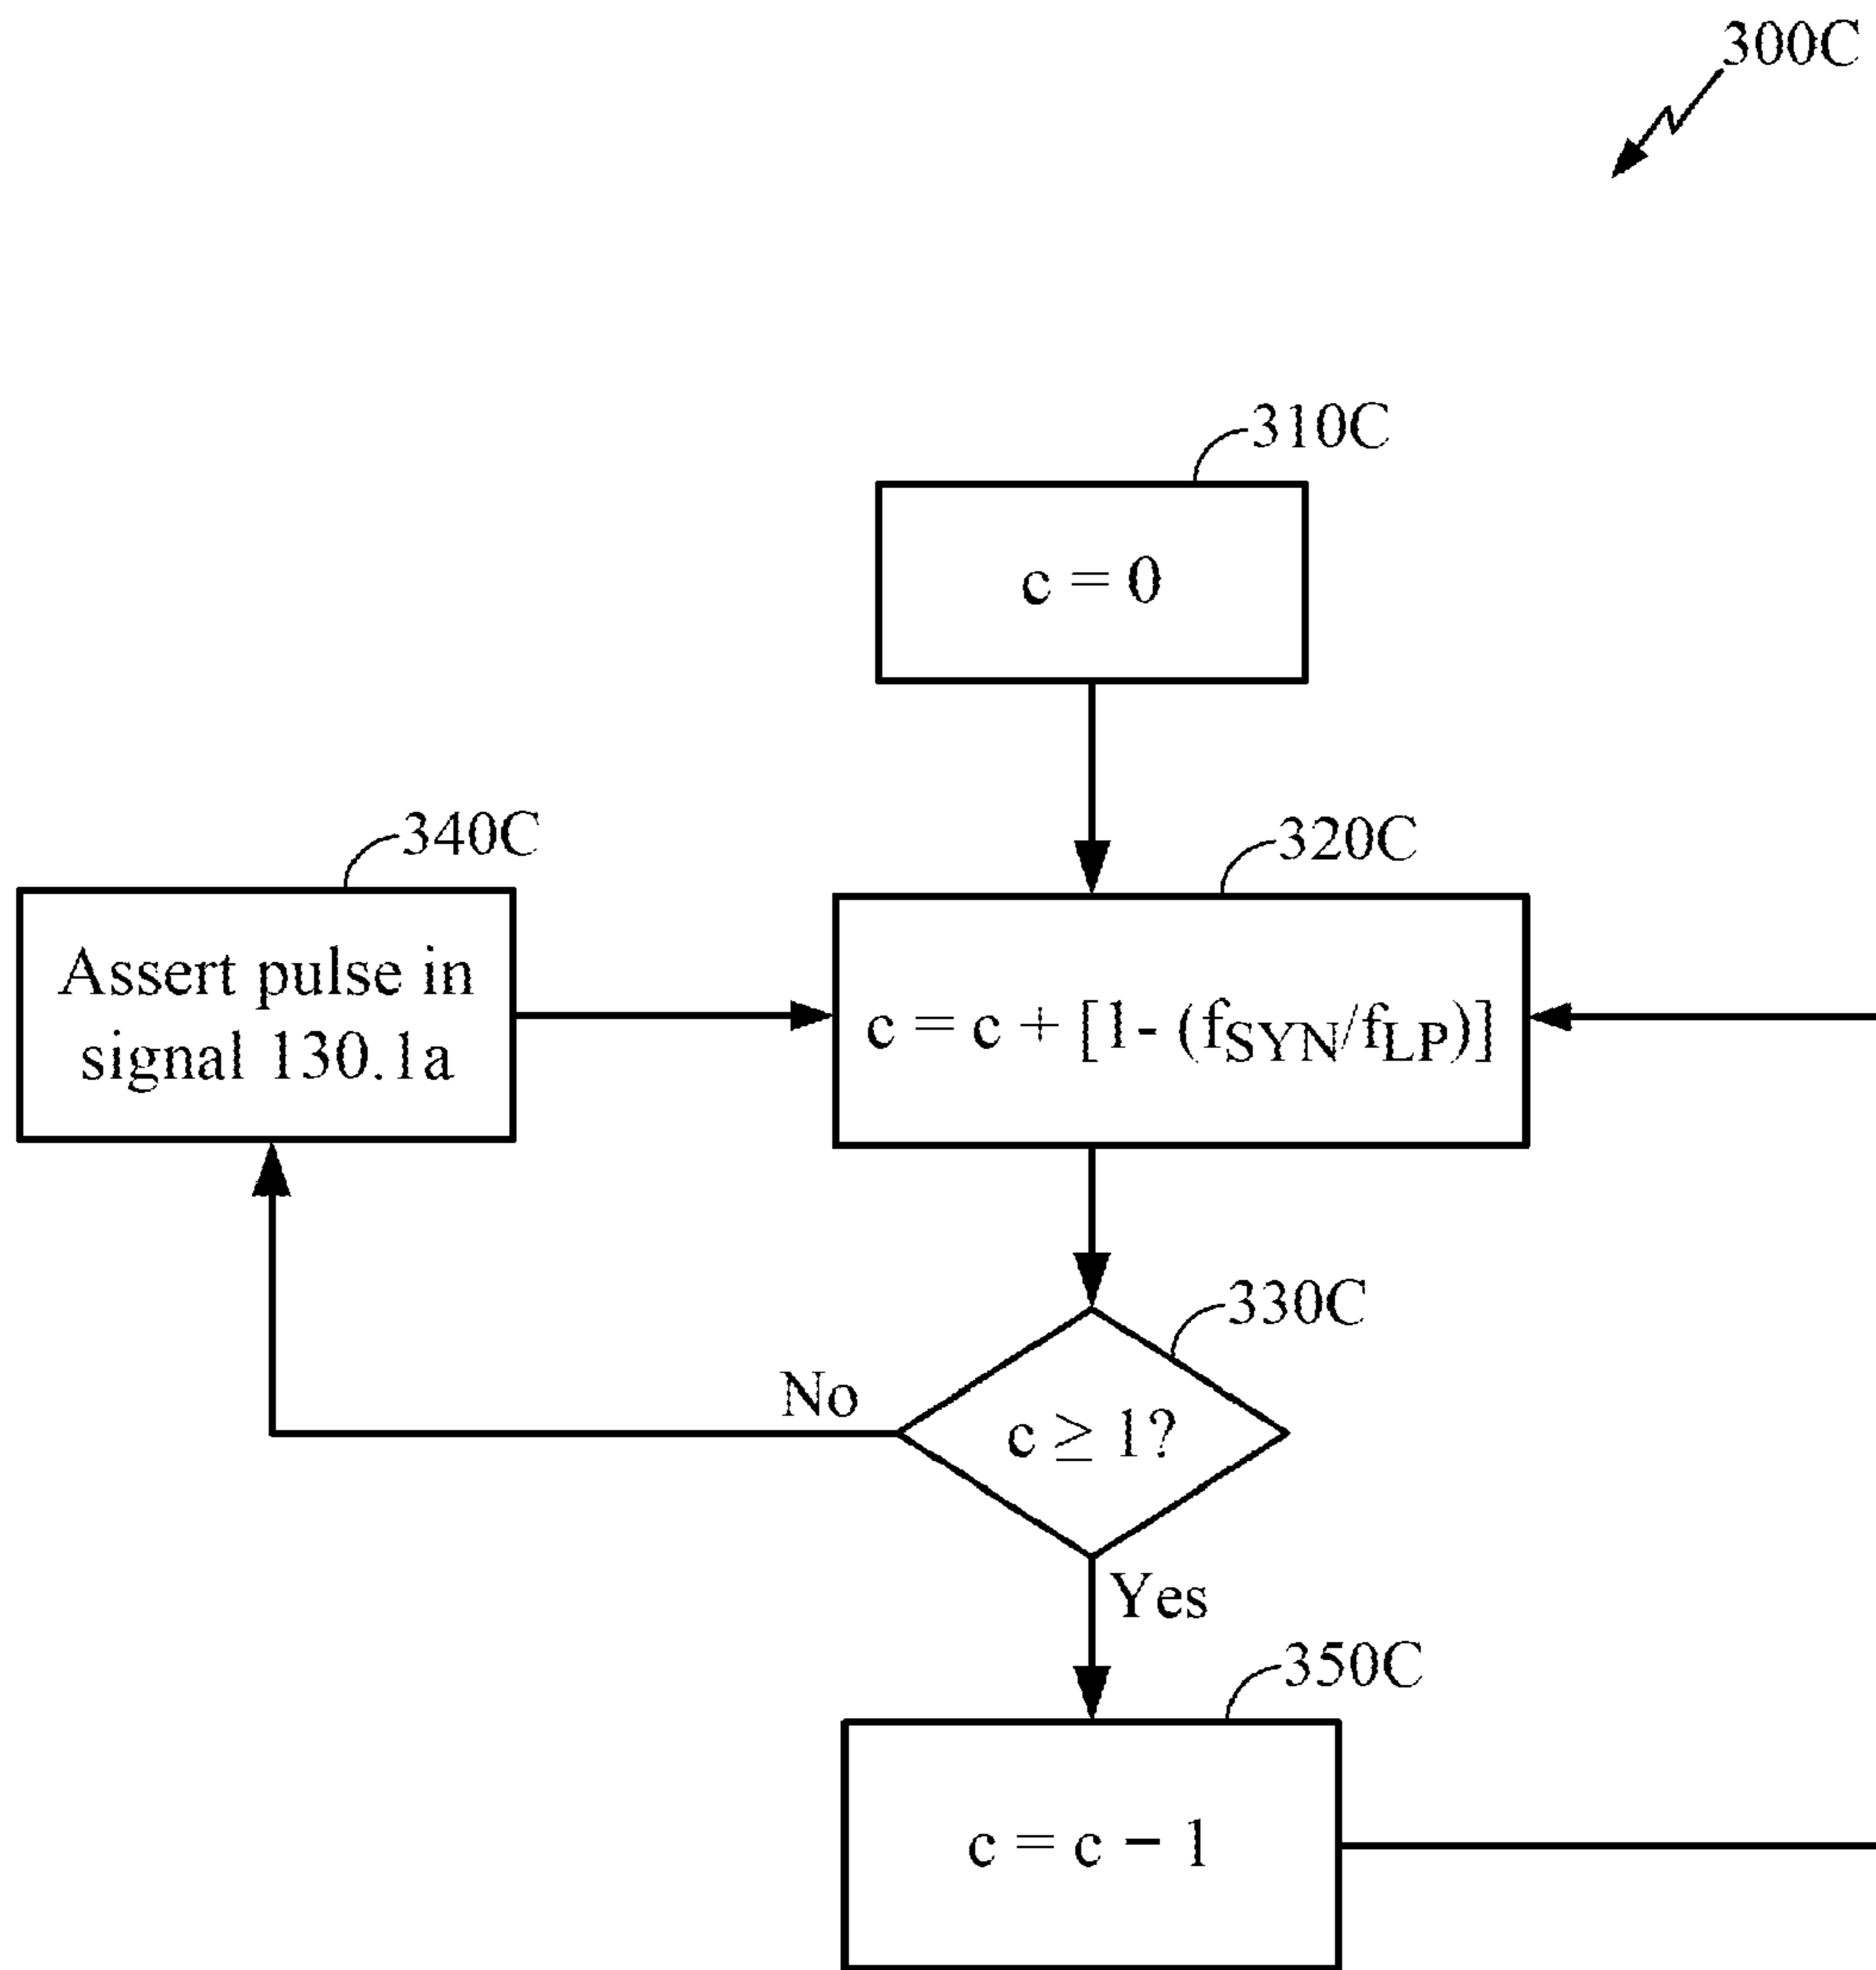 300C
310C
c = 0
340C
320C
Assert pulse in
signal 130.1a
c = c + [1- (fSYN/fLP)]
330C
No
c ≥ 1?
Yes
350C
c = c − 1